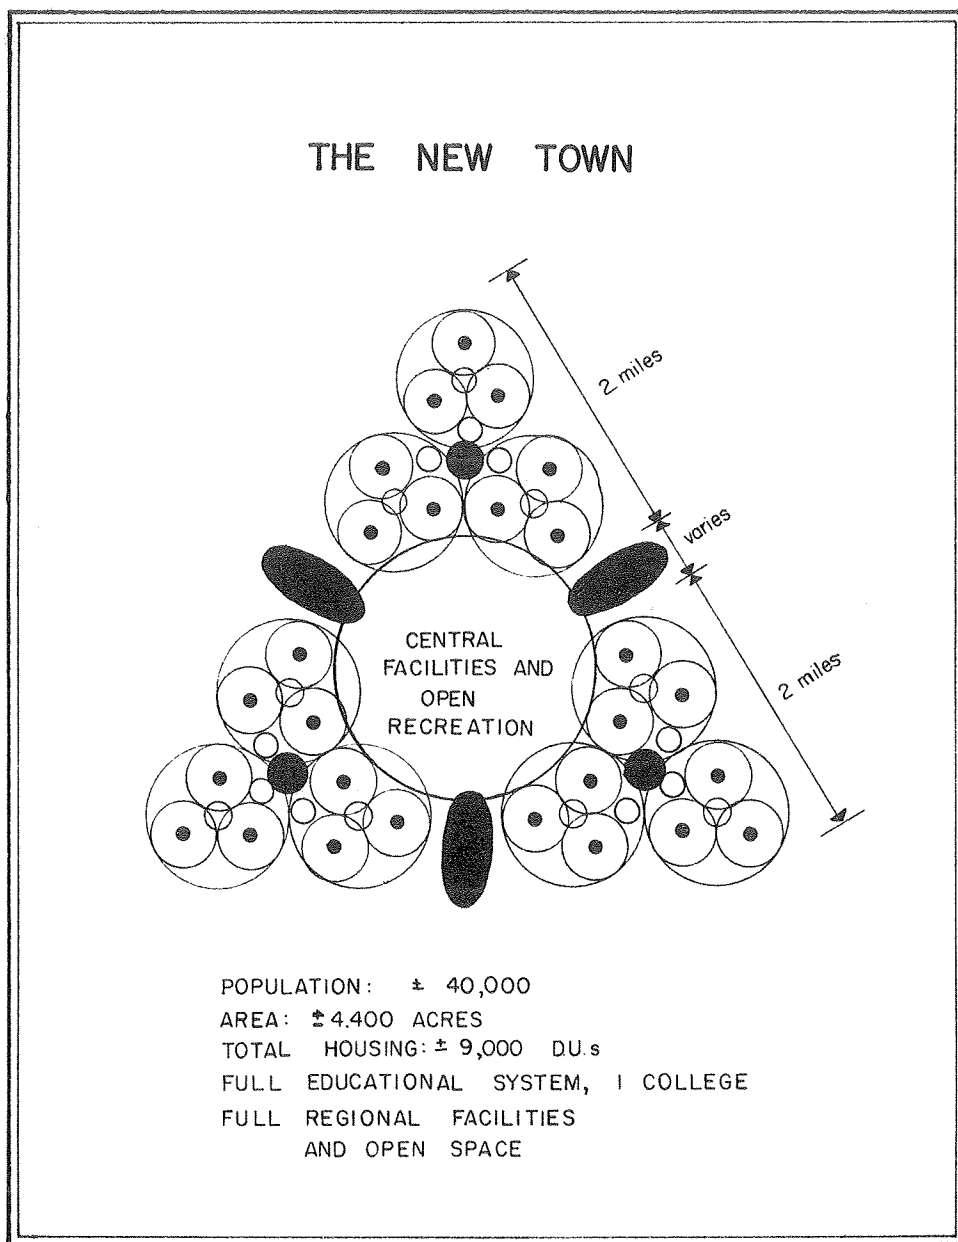 THE NEW TOWN
2 miles
varies
2 miles
CENTRAL
FACILITIES AND
OPEN
RECREATION
POPULATION: ± 40,000
AREA: ± 4.400 ACRES
TOTAL HOUSING: ± 9,000 D.U.s
FULL EDUCATIONAL SYSTEM, 1 COLLEGE
FULL REGIONAL FACILITIES
AND OPEN SPACE